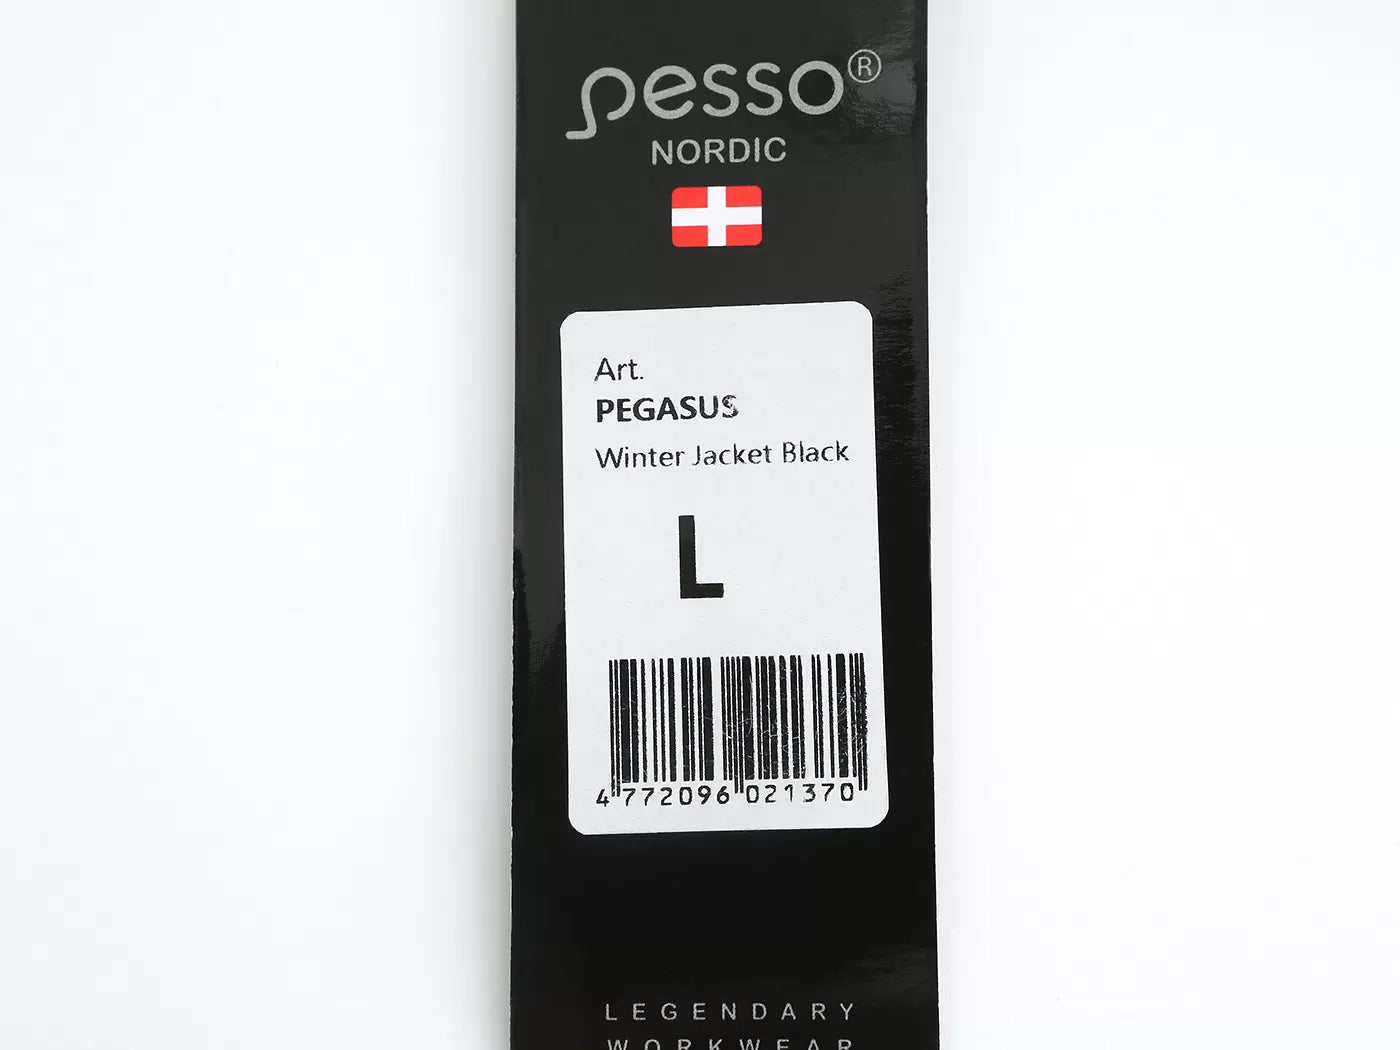 pesso®
NORDIC
Art.
PEGASUS
Winter Jacket Black
L
4 772096 021370
LEGENDARY
WORKWEAR